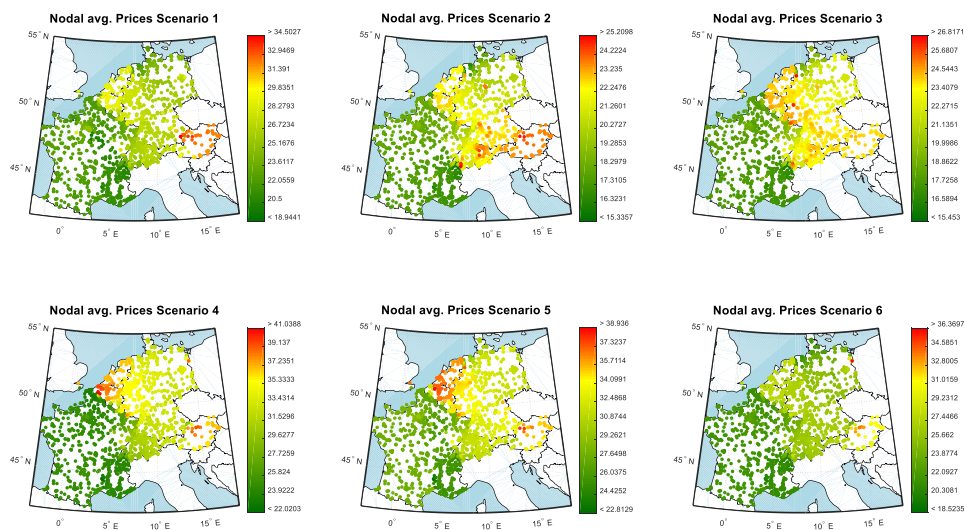 Nodal avg. Prices Scenario 1
55° N
50° N
45° N
0°
5° E
10° E
15° E
> 34.5027
32.9469
31.391
29.8351
28.2793
26.7234
25.1676
23.6117
22.0559
20.5
< 18.9441
Nodal avg. Prices Scenario 2
55° N
50° N
45° N
0°
5° E
10° E
15° E
> 25.2098
24.2224
23.235
22.2476
21.2601
20.2727
19.2853
18.2979
17.3105
16.3231
< 15.3357
Nodal avg. Prices Scenario 3
55° N
50° N
45° N
0°
5° E
10° E
15° E
> 26.8171
25.6807
24.5443
23.4079
22.2715
21.1351
19.9986
18.8622
17.7258
16.5894
< 15.453
Nodal avg. Prices Scenario 4
55° N
50° N
45° N
0°
5° E
10° E
15° E
> 41.0388
39.137
37.2351
35.3333
33.4314
31.5296
29.6277
27.7259
25.824
23.9222
< 22.0203
Nodal avg. Prices Scenario 5
55° N
50° N
45° N
0°
5° E
10° E
15° E
> 38.936
37.3237
35.7114
34.0991
32.4868
30.8744
29.2621
27.6498
26.0375
24.4252
< 22.8129
Nodal avg. Prices Scenario 6
55° N
50° N
45° N
0°
5° E
10° E
15° E
> 36.3697
34.5851
32.8005
31.0159
29.2312
27.4466
25.662
23.8774
22.0927
20.3081
< 18.5235